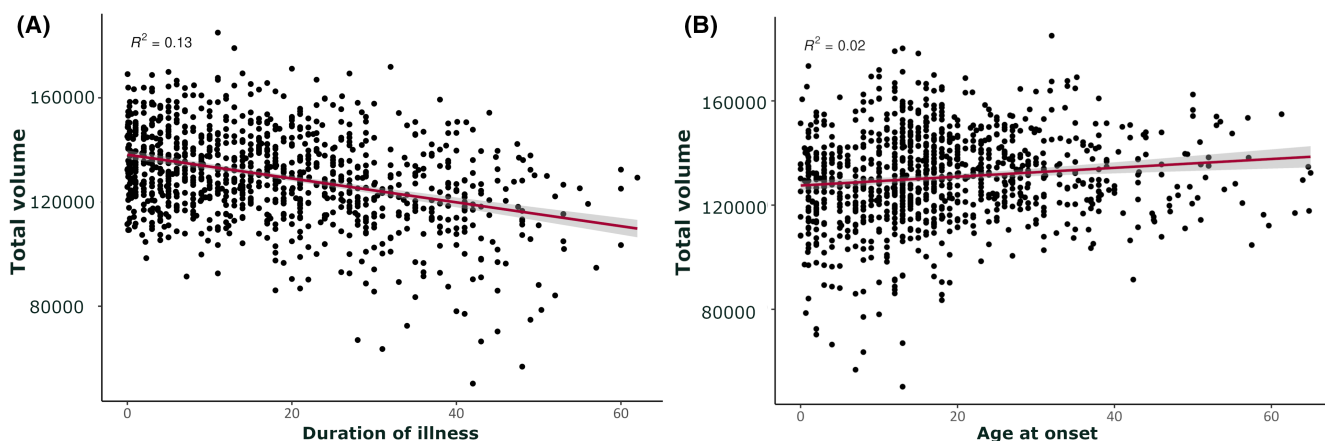 (A)
R² = 0.13
Total volume
160000
120000
80000
0 20 40 60
Duration of illness
(B)
R² = 0.02
Total volume
160000
120000
80000
0 20 40 60
Age at onset